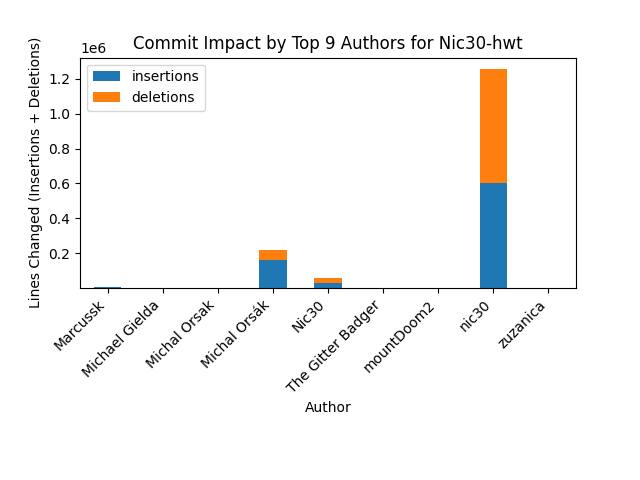 Commit Impact by Top 9 Authors for Nic30-hwt
1e6
insertions
deletions
1.2
1.0
0.8
0.6
0.4
0.2
Lines Changed (Insertions + Deletions)
Marcussk
Michael Gielda
Michal Orsak
Michal Orsák
Nic30
The Gitter Badger
mountDoom2
nic30
zuzanica
Author